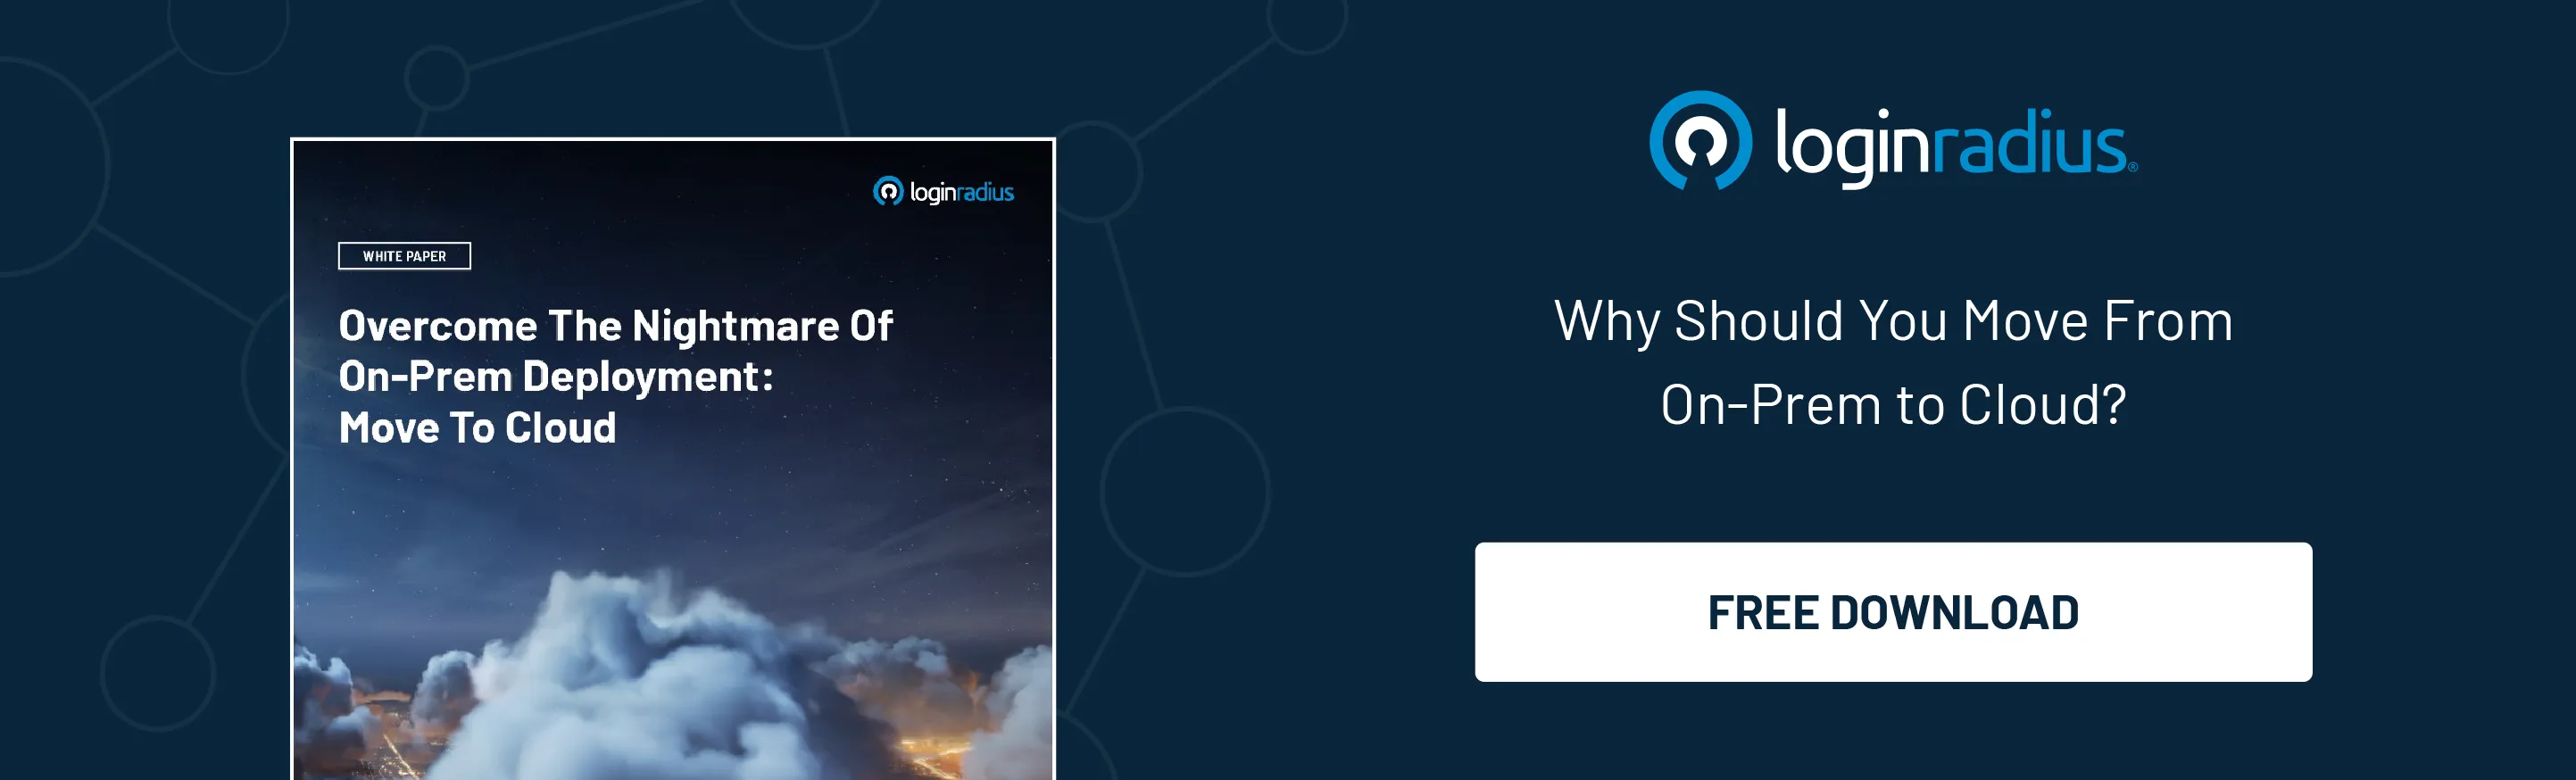 loginradius
WHITE PAPER
Overcome The Nightmare Of
On-Prem Deployment:
Move To Cloud
loginradius®
Why Should You Move From
On-Prem to Cloud?
FREE DOWNLOAD